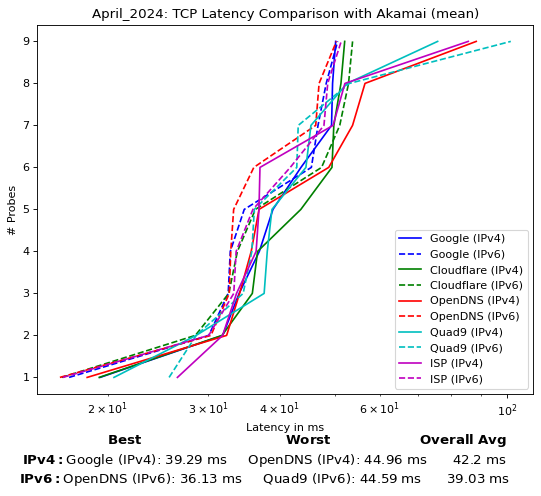 April_2024: TCP Latency Comparison with Akamai (mean)
# Probes
9
8
7
6
5
4
3
2
1
Google (IPv4)
Google (IPv6)
Cloudflare (IPv4)
Cloudflare (IPv6)
OpenDNS (IPv4)
OpenDNS (IPv6)
Quad9 (IPv4)
Quad9 (IPv6)
ISP (IPv4)
ISP (IPv6)
2 × 10¹ 3 × 10¹ 4 × 10¹ 6 × 10¹ 10²
Latency in ms
Best Worst Overall Avg
IPv4: Google (IPv4): 39.29 ms OpenDNS (IPv4): 44.96 ms 42.2 ms
IPv6: OpenDNS (IPv6): 36.13 ms Quad9 (IPv6): 44.59 ms 39.03 ms